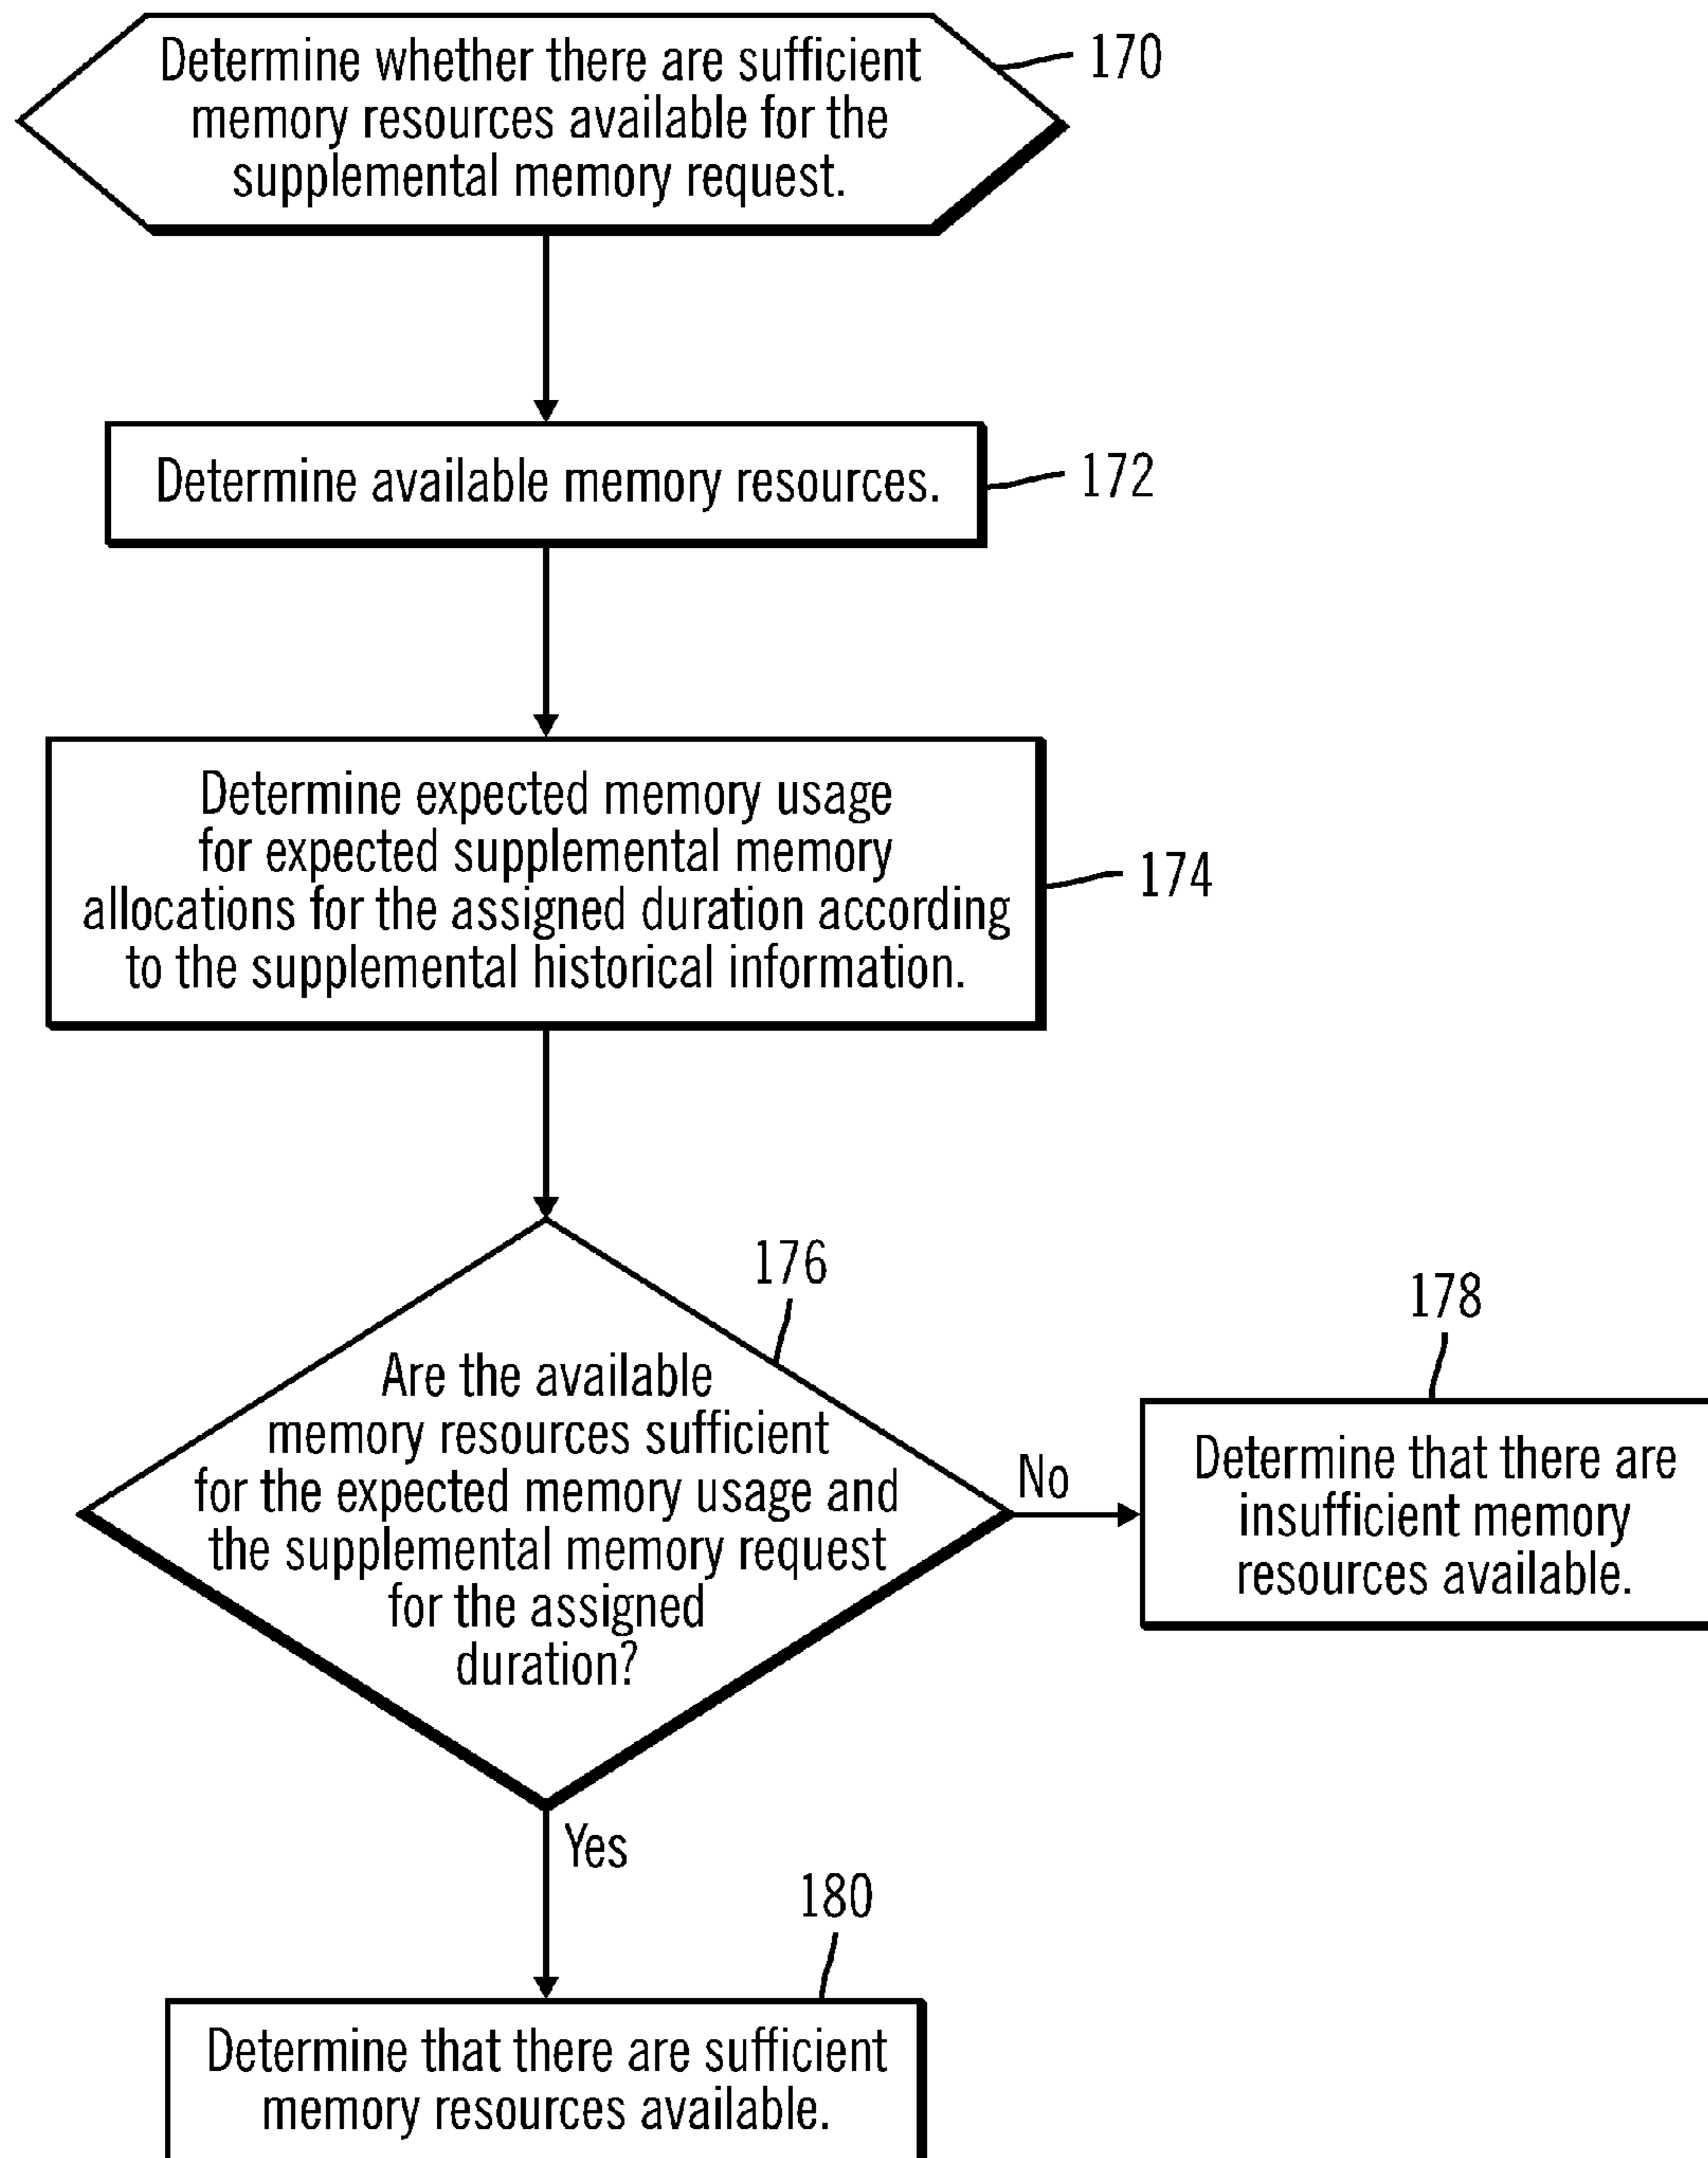 Determine whether there are sufficient
memory resources available for the
supplemental memory request.
170
Determine available memory resources.
172
Determine expected memory usage
for expected supplemental memory
allocations for the assigned duration according
to the supplemental historical information.
174
176
Are the available
memory resources sufficient
for the expected memory usage and
the supplemental memory request
for the assigned
duration?
No
178
Determine that there are
insufficient memory
resources available.
Yes
180
Determine that there are sufficient
memory resources available.